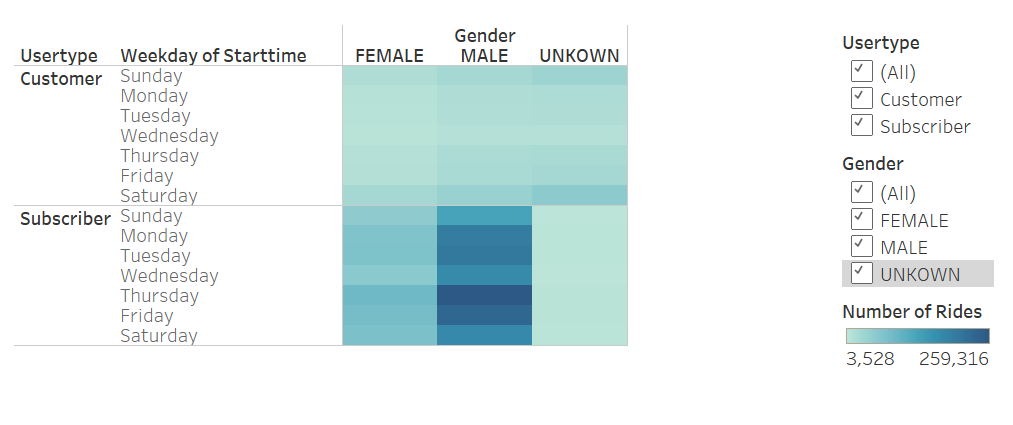 Gender
Usertype Weekday of Starttime FEMALE MALE UNKOWN
Customer Sunday
Monday
Tuesday
Wednesday
Thursday
Friday
Saturday
Subscriber Sunday
Monday
Tuesday
Wednesday
Thursday
Friday
Saturday
Usertype
(All)
Customer
Subscriber
Gender
(All)
FEMALE
MALE
UNKOWN
Number of Rides
3,528 259,316